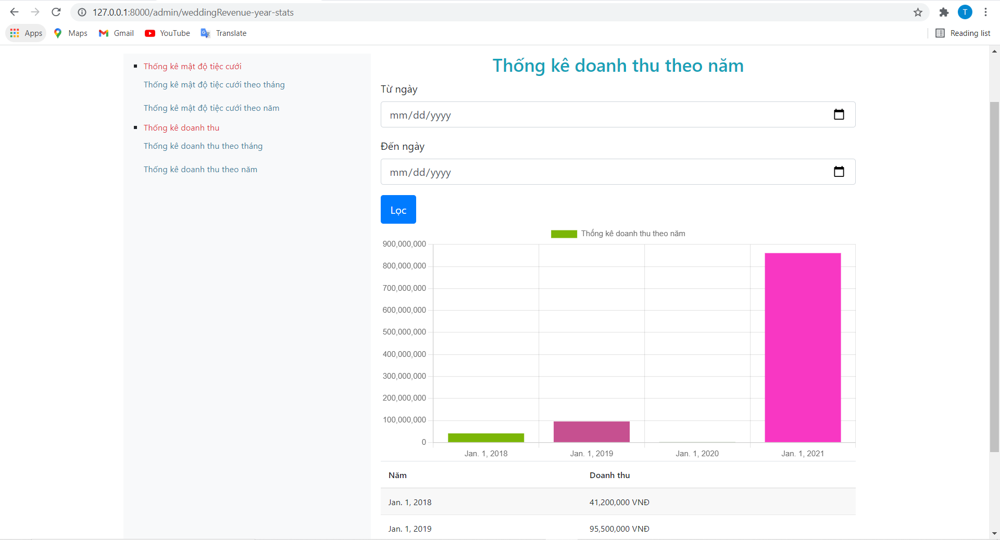 127.0.0.1:8000/admin/weddingRevenue-year-stats
T
Apps Maps Gmail YouTube Translate Reading list
Thống kê mật độ tiệc cưới
Thống kê mật độ tiệc cưới theo tháng
Thống kê mật độ tiệc cưới theo năm
Thống kê doanh thu
Thống kê doanh thu theo tháng
Thống kê doanh thu theo năm
Thống kê doanh thu theo năm
Từ ngày
mm/dd/yyyy
Đến ngày
mm/dd/yyyy
Lọc
Thống kê doanh thu theo năm
900,000,000
800,000,000
700,000,000
600,000,000
500,000,000
400,000,000
300,000,000
200,000,000
100,000,000
0
Jan. 1, 2018 Jan. 1, 2019 Jan. 1, 2020 Jan. 1, 2021
Năm Doanh thu
Jan. 1, 2018 41,200,000 VNĐ
Jan. 1, 2019 95,500,000 VNĐ